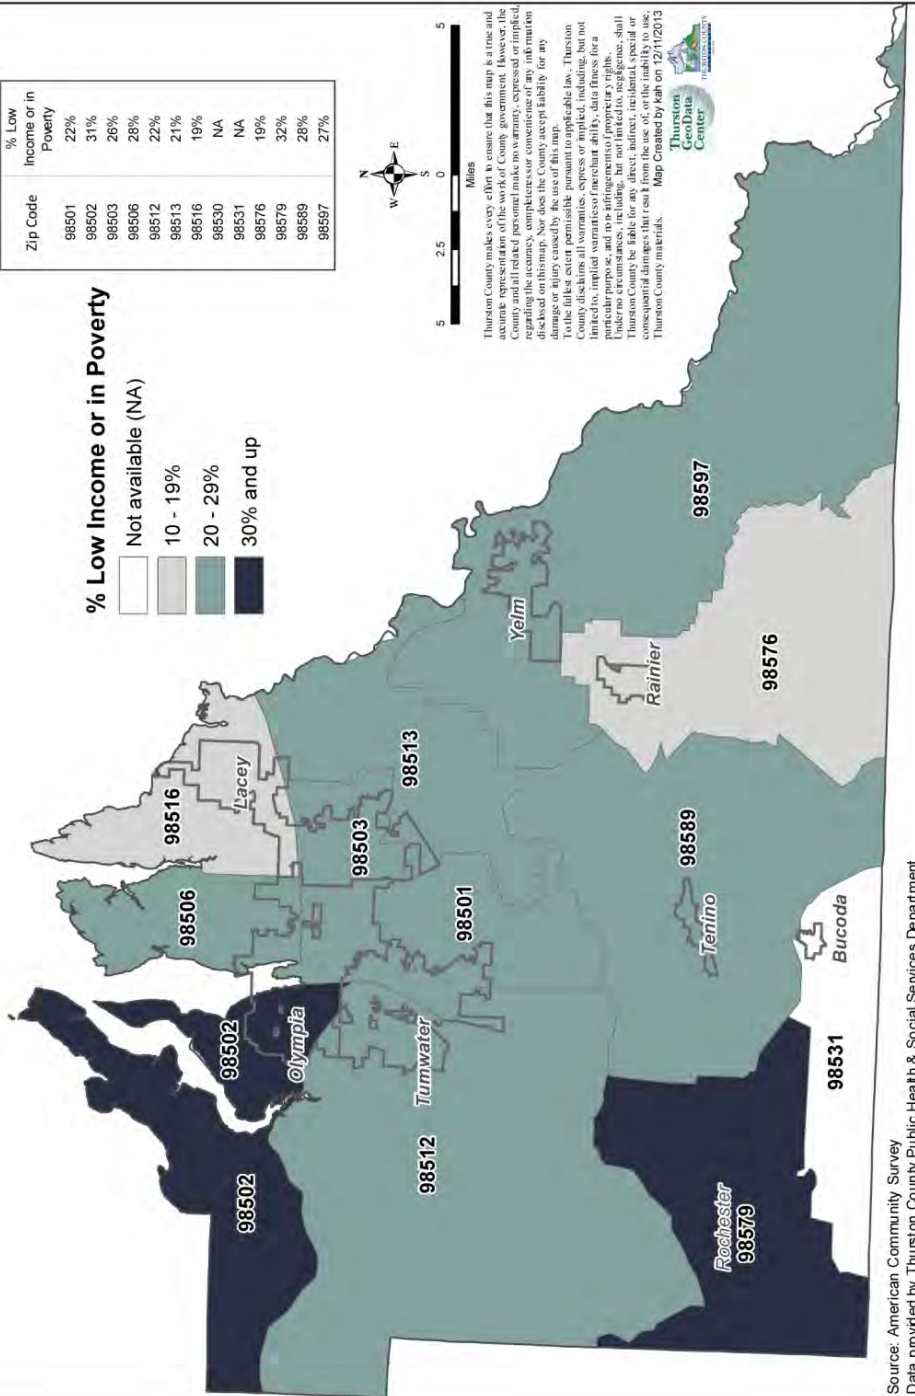 % Low Income or in Poverty
Not available (NA)
10 - 19%
20 - 29%
30% and up
Zip Code % Low Income or in Poverty
98501 22%
98502 31%
98503 26%
98506 28%
98512 22%
98513 21%
98516 19%
98530 NA
98531 NA
98576 19%
98579 32%
98589 28%
98597 27%
N
W E
S
5 2.5 0 5
Miles
Thurston County makes every effort to ensure that this map is a true and
accurate representation of the work of County government. However, the
County and all related personnel make no warranty, expressed or implied,
regarding the accuracy, completeness or convenience of any information
disclosed on this map. Nor does the County accept liability for any
damage or injury caused by the use of this map.
To the fullest extent permissible pursuant to applicable law, Thurston
County disclaims all warranties, express or implied, including, but not
limited to, implied warranties of merchant ability, data fitness for a
particular purpose, and non-infringements of proprietary rights.
Under no circumstances, including, but not limited to, negligence, shall
Thurston County be liable for any direct, indirect, incidental, special or
consequential damages that result from the use of, or the inability to use,
Thurston County materials. Map Created by kah on 12/11/2013
Thurston
GeoData
Center
THURSTON COUNTY
98516
Lacey
98506
98502
Olympia
98502
98503
98513
98501
Tumwater
98512
Yelm
98597
Rainier
98576
98589
Tenino
Bucoda
98531
Rochester
98579
Source: American Community Survey
Data provided by Thurston County Public Health & Social Services Department